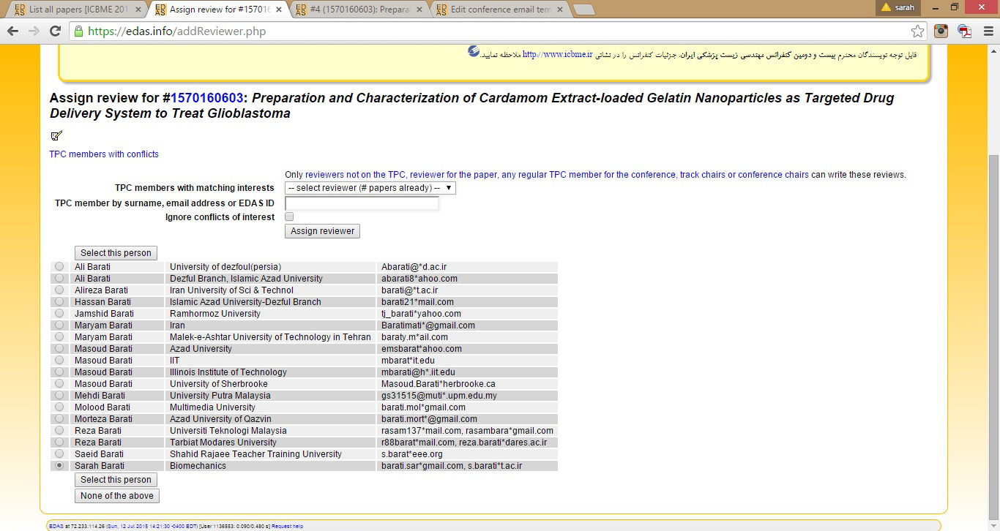 List all papers [ICBME 201
Assign review for #15701
#4 (1570160603): Prepara
Edit conference email tem
sarah
https://edas.info/addReviewer.php
قابل توجه نویسندگان محترم بیست و دومین کنفرانس مهندسی زیست پزشکی ایران، جزئیات کنفرانس را در نشانی http://www.icbme.ir ملاحظه نمایید.
Assign review for #1570160603: Preparation and Characterization of Cardamom Extract-loaded Gelatin Nanoparticles as Targeted Drug
Delivery System to Treat Glioblastoma
TPC members with conflicts
Only reviewers not on the TPC, reviewer for the paper, any regular TPC member for the conference, track chairs or conference chairs can write these reviews.
TPC members with matching interests -- select reviewer (# papers already) --
TPC member by surname, email address or EDAS ID
Ignore conflicts of interest
Assign reviewer
Select this person
Ali Barati University of dezfoul(persia) Abarati@*d.ac.ir
Ali Barati Dezful Branch, Islamic Azad University abarati8*ahoo.com
Alireza Barati Iran University of Sci & Technol barati@*t.ac.ir
Hassan Barati Islamic Azad University-Dezful Branch barati21*mail.com
Jamshid Barati Ramhormoz University tj_barati*yahoo.com
Maryam Barati Iran Baratimati*@gmail.com
Maryam Barati Malek-e-Ashtar University of Technology in Tehran baraty.m*ail.com
Masoud Barati Azad University emsbarat*ahoo.com
Masoud Barati IIT mbarat*it.edu
Masoud Barati Illinois Institute of Technology mbarati@h*.iit.edu
Masoud Barati University of Sherbrooke Masoud.Barati*herbrooke.ca
Mehdi Barati University Putra Malaysia gs31515@muti*.upm.edu.my
Molood Barati Multimedia University barati.mol*gmail.com
Morteza Barati Azad University of Qazvin barati.mort*@gmail.com
Reza Barati Universiti Teknologi Malaysia rasam137*mail.com, rasambara*gmail.com
Reza Barati Tarbiat Modares University r88barat*mail.com, reza.barati*dares.ac.ir
Saeid Barati Shahid Rajaee Teacher Training University s.barat*eee.org
Sarah Barati Biomechanics barati.sar*gmail.com, s.barati*t.ac.ir
Select this person
None of the above
EDAS at 72.233.114.26 (Sun, 12 Jul 2015 14:21:30 -0400 EDT) [User 1136553: 0.090/0.480 s] Request help